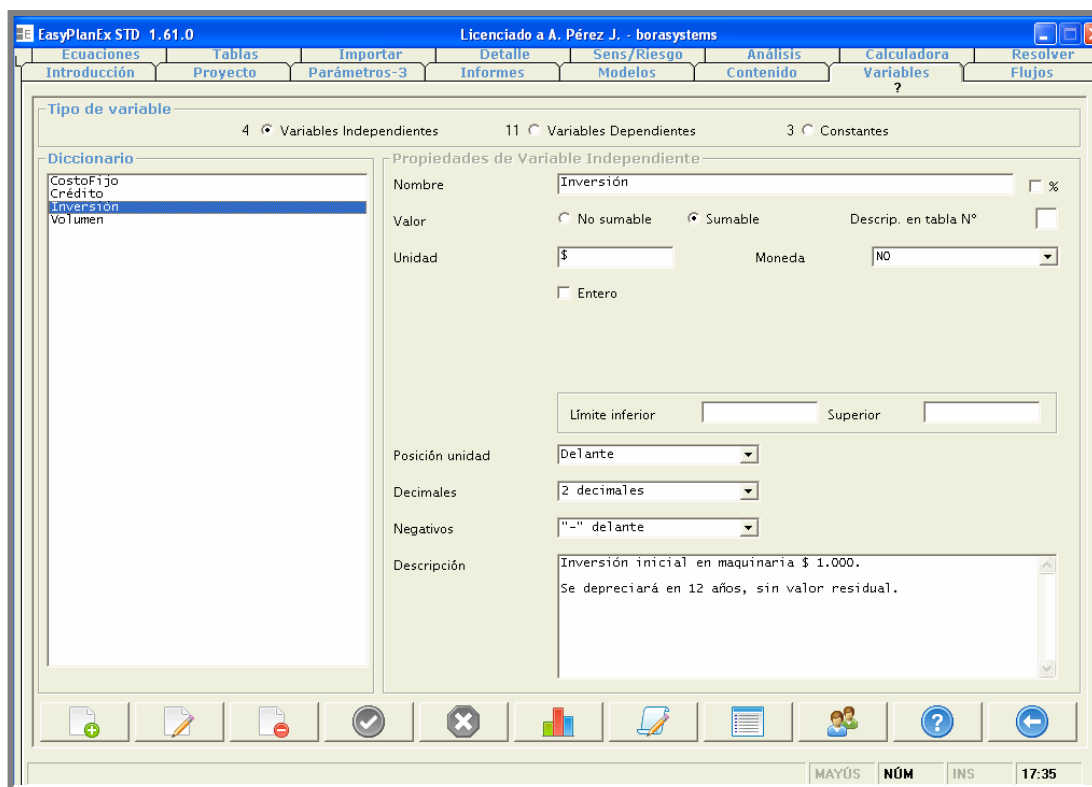 EasyPlanEx STD 1.61.0 Licenciado a A. Pérez J. - borasystems
Ecuaciones Tablas Importar Detalle Sens/Riesgo Análisis Calculadora Resolver
Introducción Proyecto Parámetros-3 Informes Modelos Contenido Variables Flujos
?
Tipo de variable
4 Variables Independientes 11 Variables Dependientes 3 Constantes
Diccionario
CostoFijo
Crédito
Inversión
Volumen
Propiedades de Variable Independiente
Nombre Inversión %
Valor No sumable Sumable Descrip. en tabla N°
Unidad $ Moneda NO
Entero
Límite inferior Superior
Posición unidad Delante
Decimales 2 decimales
Negativos "-" delante
Descripción Inversión inicial en maquinaria $ 1.000.
Se depreciará en 12 años, sin valor residual.
MAYÚS NÚM INS 17:35